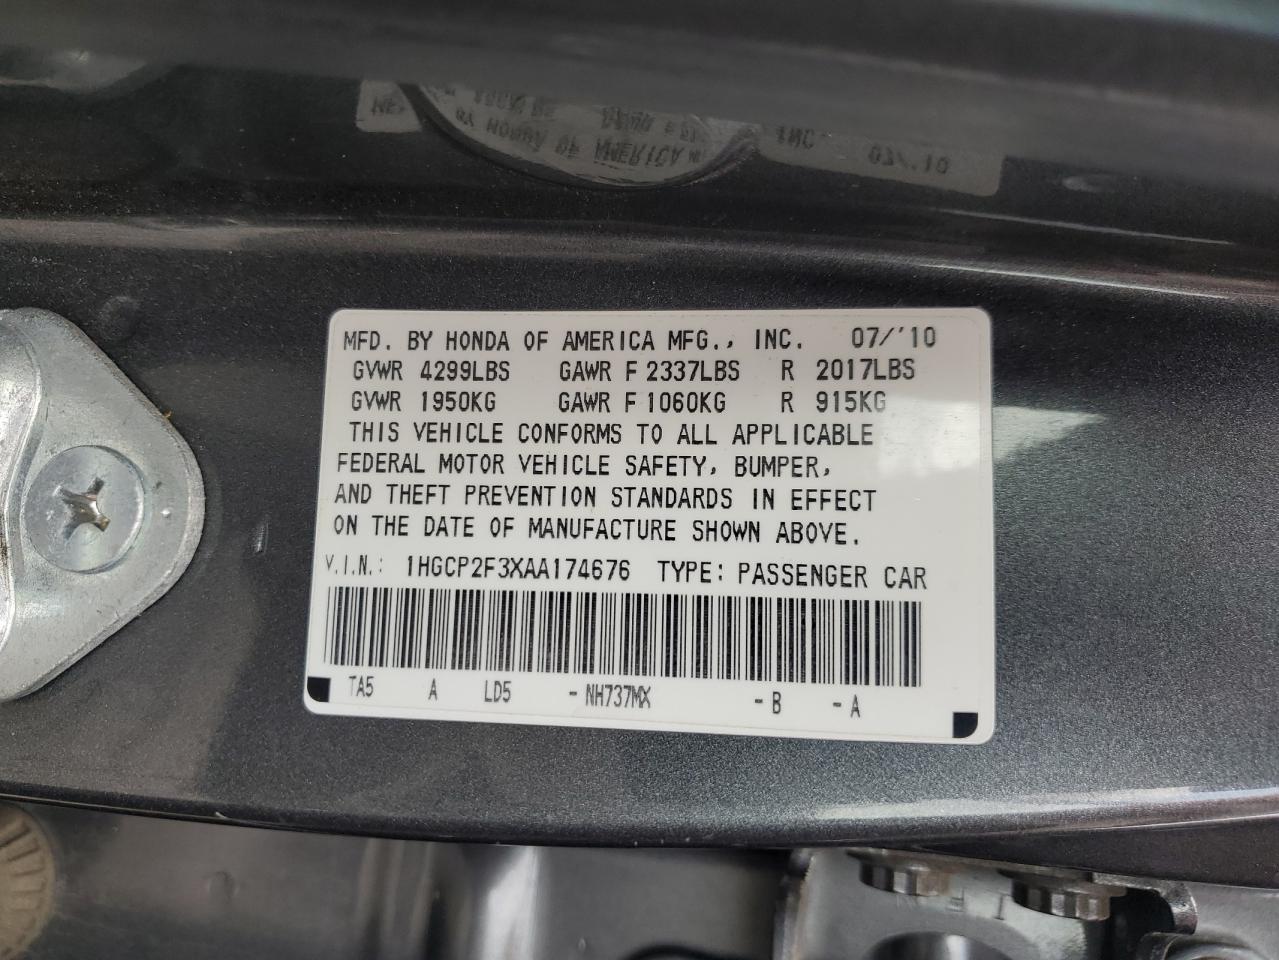 MFD. BY HONDA OF AMERICA MFG., INC. 07/'10
GVWR 4299LBS GAWR F 2337LBS R 2017LBS
GVWR 1950KG GAWR F 1060KG R 915KG
THIS VEHICLE CONFORMS TO ALL APPLICABLE
FEDERAL MOTOR VEHICLE SAFETY, BUMPER,
AND THEFT PREVENTION STANDARDS IN EFFECT
ON THE DATE OF MANUFACTURE SHOWN ABOVE.
V.I.N.: 1HGCP2F3XAA174676 TYPE: PASSENGER CAR
TA5 A LD5 - NH737MX - B - A